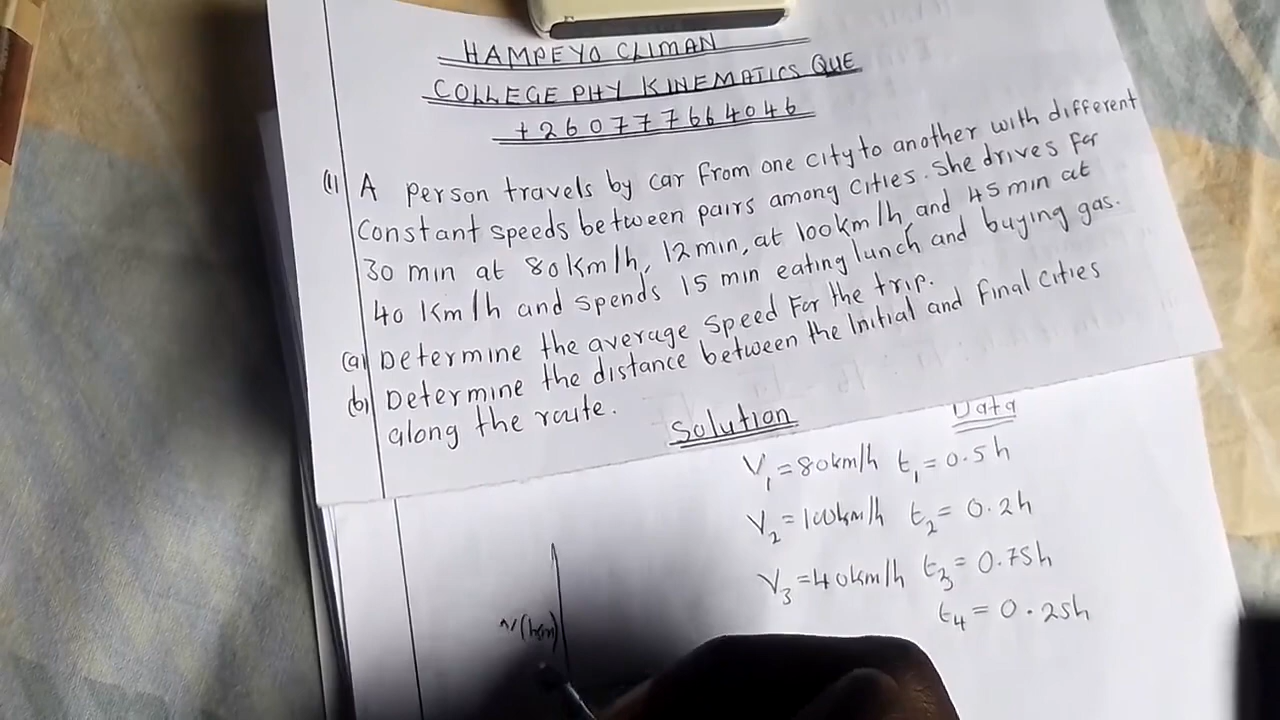 HAMPEYO CLIMAN
COLLEGE PHY KINEMATICS QUE
+260777664046
(1) A person travels by car from one city to another with different
constant speeds between pairs among cities. She drives for
30 min at 80km/h, 12min, at 100km/h, and 45min at
40 km/h and spends 15 min eating lunch and buying gas.
(a) Determine the average speed for the trip.
(b) Determine the distance between the initial and final cities
along the route.
Solution
Data
V₁=80km/h t₁=0.5h
V₂=100km/h t₂=0.2h
V₃=40km/h t₃=0.75h
t₄=0.25h